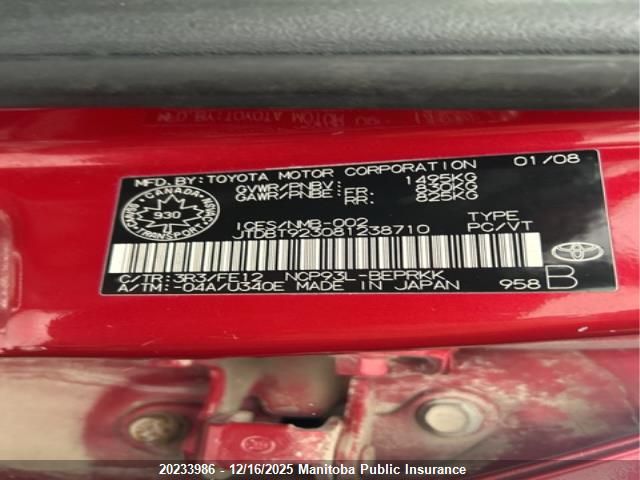 MFD.BY:TOYOTA MOTOR CORPORATION 01/08
GVWR/PNBV 1495KG
GAWR/PNBE FR: 830KG
RR: 825KG
ICES/NMB-002 TYPE
JTDBT923081238710 PC/VT
CANADA
930
TRANSPORT
C/TR:3R3/FE12 NCP93L-BEPRKK
A/TM:-04A/U340E MADE IN JAPAN 958 B
20233986 - 12/16/2025 Manitoba Public Insurance